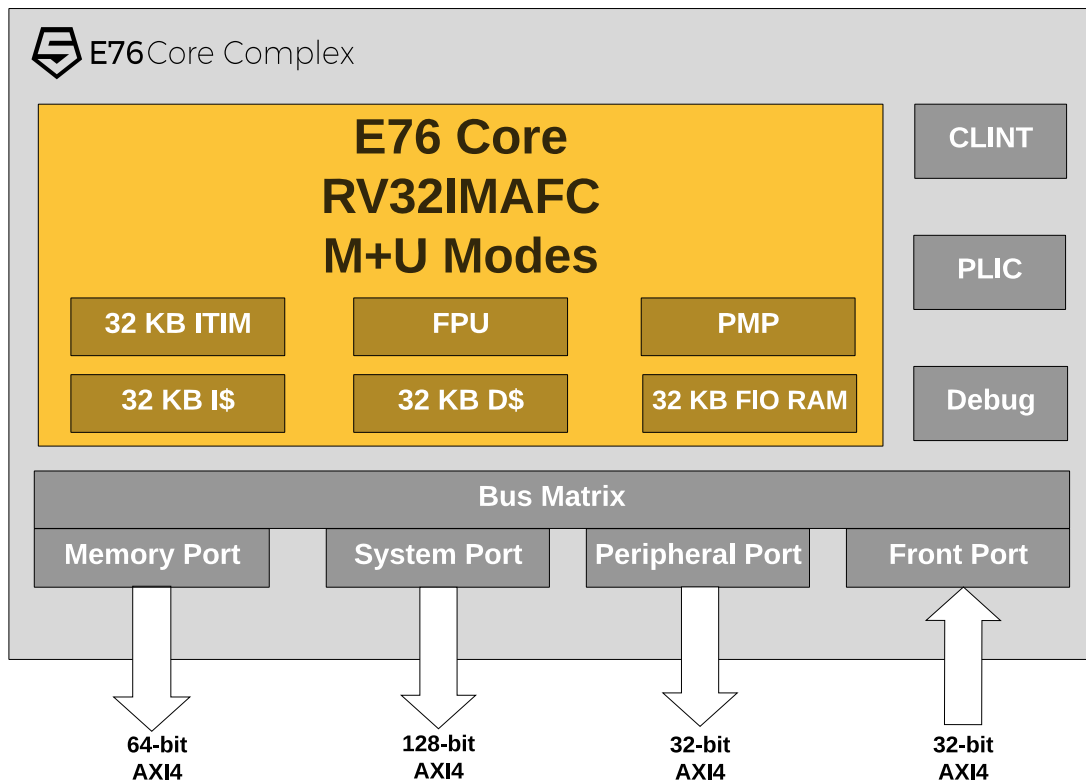 E76 Core Complex
E76 Core
RV32IMAFC
M+U Modes
32 KB ITIM
FPU
PMP
32 KB I$
32 KB D$
32 KB FIO RAM
CLINT
PLIC
Debug
Bus Matrix
Memory Port
System Port
Peripheral Port
Front Port
64-bit
AXI4
128-bit
AXI4
32-bit
AXI4
32-bit
AXI4